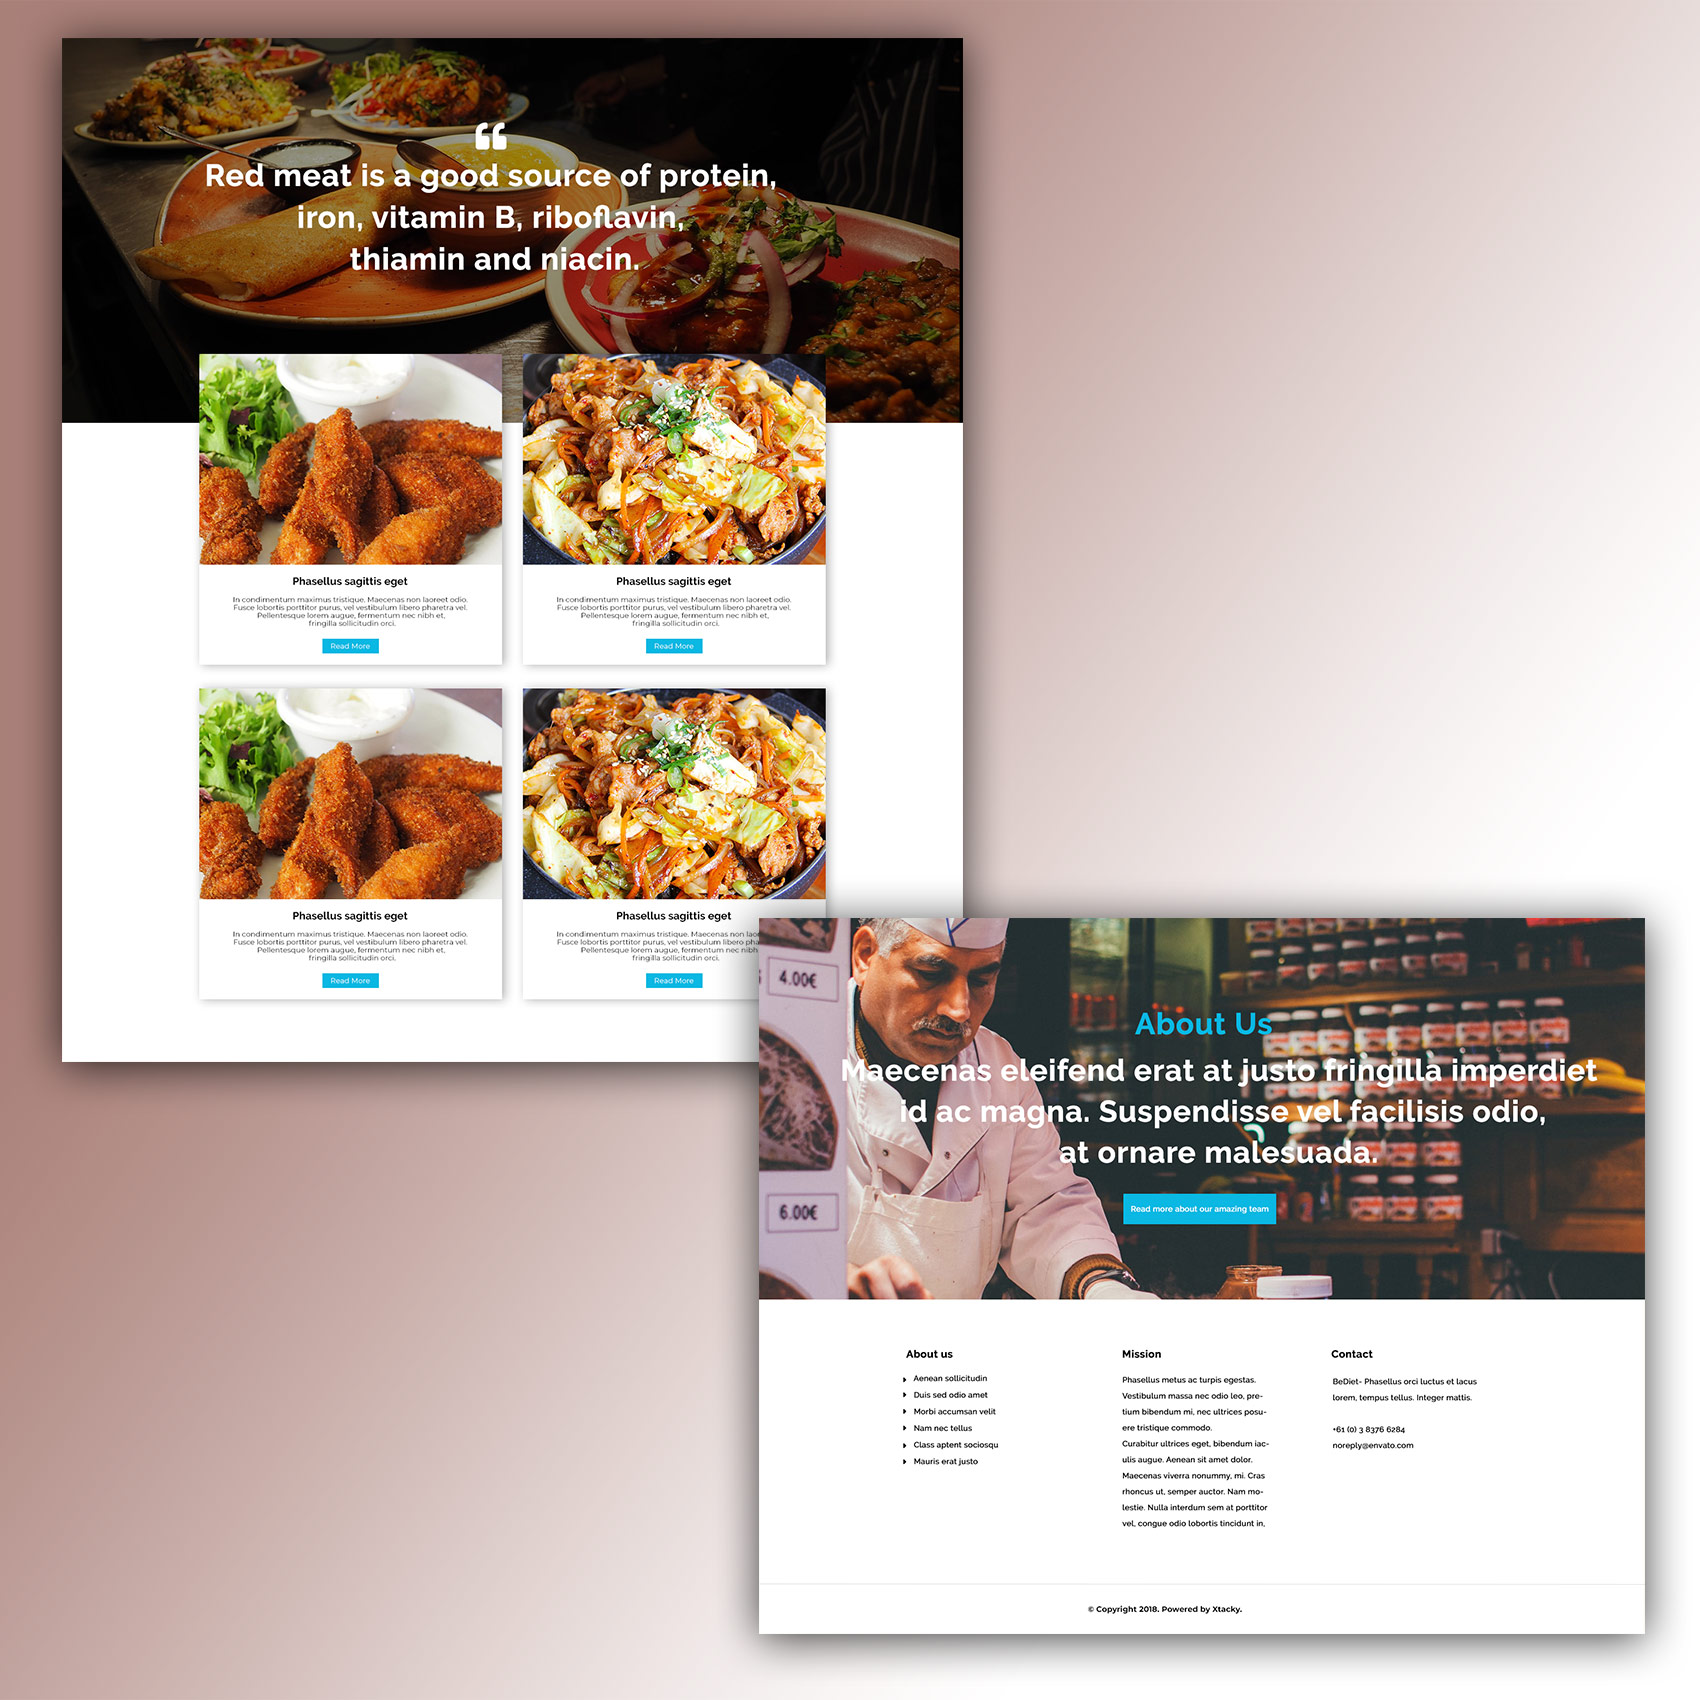 “
Red meat is a good source of protein,
iron, vitamin B, riboflavin,
thiamin and niacin.
Phasellus sagittis eget
In condimentum maximus tristique. Maecenas non laoreet odio.
Fusce lobortis porttitor purus, vel vestibulum libero pharetra vel.
Pellentesque lorem augue, fermentum nec nibh et,
fringilla sollicitudin orci.
Read More
Phasellus sagittis eget
In condimentum maximus tristique. Maecenas non laoreet odio.
Fusce lobortis porttitor purus, vel vestibulum libero pharetra vel.
Pellentesque lorem augue, fermentum nec nibh et,
fringilla sollicitudin orci.
Read More
Phasellus sagittis eget
In condimentum maximus tristique. Maecenas non laoreet odio.
Fusce lobortis porttitor purus, vel vestibulum libero pharetra vel.
Pellentesque lorem augue, fermentum nec nibh et,
fringilla sollicitudin orci.
Read More
Phasellus sagittis eget
In condimentum maximus tristique. Maecenas non lao
Fusce lobortis porttitor purus, vel vestibulum libero pha
Pellentesque lorem augue, fermentum nec nibh
fringilla sollicitudin orci.
Read More
4.00€
6.00€
About Us
Maecenas eleifend erat at justo fringilla imperdiet
id ac magna. Suspendisse vel facilisis odio,
at ornare malesuada.
Read more about our amazing team
About us
Aenean sollicitudin
Duis sed odio amet
Morbi accumsan velit
Nam nec tellus
Class aptent sociosqu
Mauris erat justo
Mission
Phasellus metus ac turpis egestas.
Vestibulum massa nec odio leo, pre-
tium bibendum mi, nec ultrices posu-
ere tristique commodo.
Curabitur ultrices eget, bibendum iac-
ulis augue. Aenean sit amet dolor.
Maecenas viverra nonummy, mi. Cras
rhoncus ut, semper auctor. Nam mo-
lestie. Nulla interdum sem at porttitor
vel, congue odio lobortis tincidunt in,
Contact
BeDiet- Phasellus orci luctus et lacus
lorem, tempus tellus. Integer mattis.
+61 (0) 3 8376 6284
noreply@envato.com
© Copyright 2018. Powered by Xtacky.